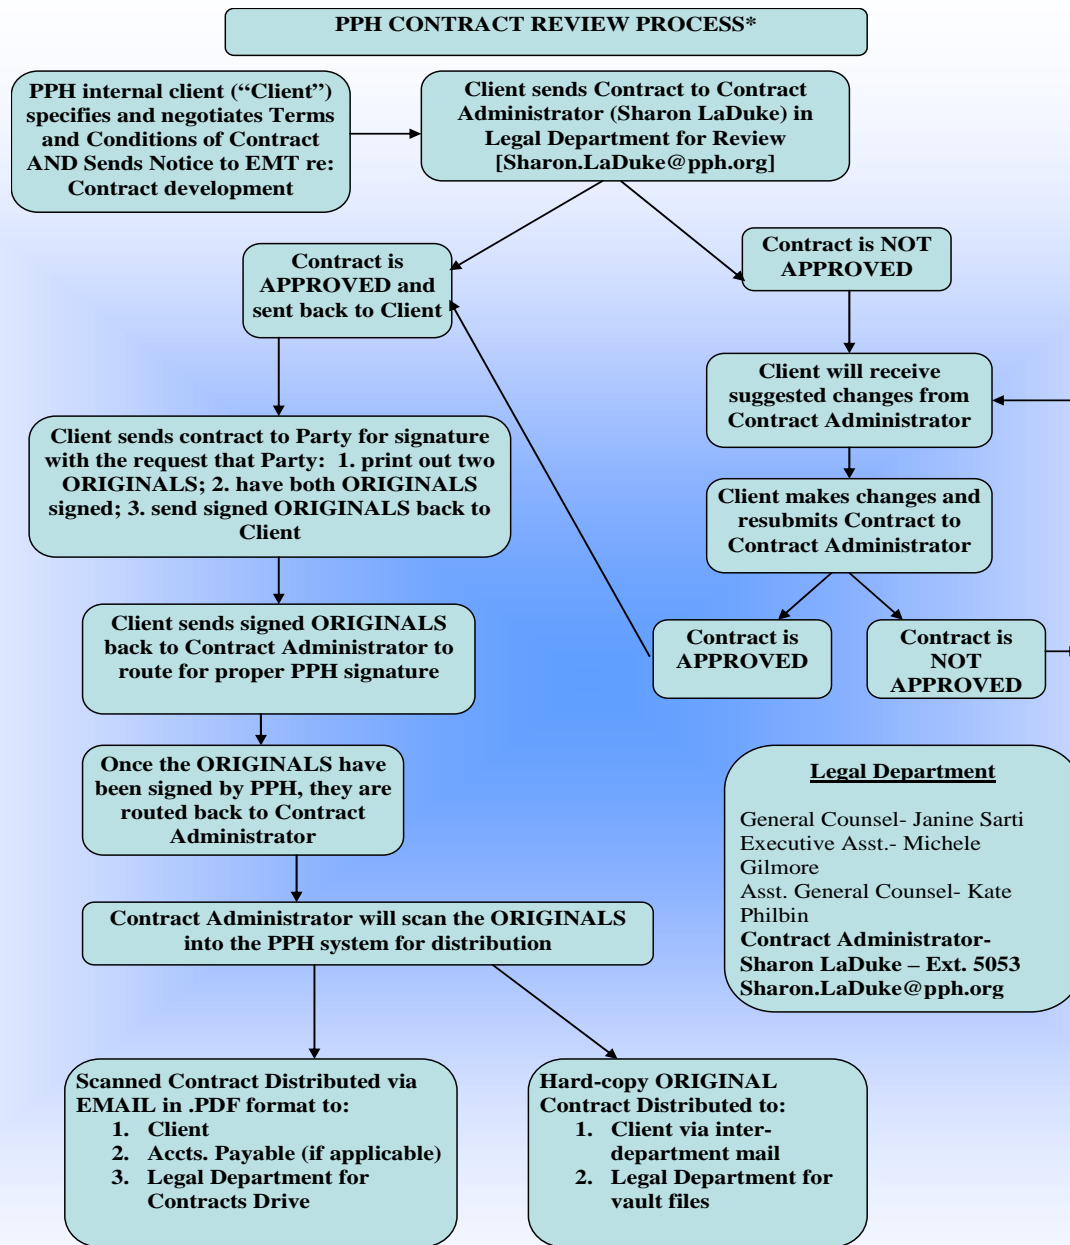 PPH CONTRACT REVIEW PROCESS*
PPH internal client (“Client”)
specifies and negotiates Terms
and Conditions of Contract
AND Sends Notice to EMT re:
Contract development
Client sends Contract to Contract
Administrator (Sharon LaDuke) in
Legal Department for Review
[Sharon.LaDuke@pph.org]
Contract is
APPROVED and
sent back to Client
Contract is NOT
APPROVED
Client will receive
suggested changes from
Contract Administrator
Client sends contract to Party for signature
with the request that Party: 1. print out two
ORIGINALS; 2. have both ORIGINALS
signed; 3. send signed ORIGINALS back to
Client
Client makes changes and
resubmits Contract to
Contract Administrator
Client sends signed ORIGINALS
back to Contract Administrator to
route for proper PPH signature
Contract is
APPROVED
Contract is
NOT
APPROVED
Once the ORIGINALS have
been signed by PPH, they are
routed back to Contract
Administrator
Legal Department
General Counsel- Janine Sarti
Executive Asst.- Michele
Gilmore
Asst. General Counsel- Kate
Philbin
Contract Administrator-
Sharon LaDuke – Ext. 5053
Sharon.LaDuke@pph.org
Contract Administrator will scan the ORIGINALS
into the PPH system for distribution
Scanned Contract Distributed via
EMAIL in .PDF format to:
1. Client
2. Accts. Payable (if applicable)
3. Legal Department for
Contracts Drive
Hard-copy ORIGINAL
Contract Distributed to:
1. Client via inter-
department mail
2. Legal Department for
vault files